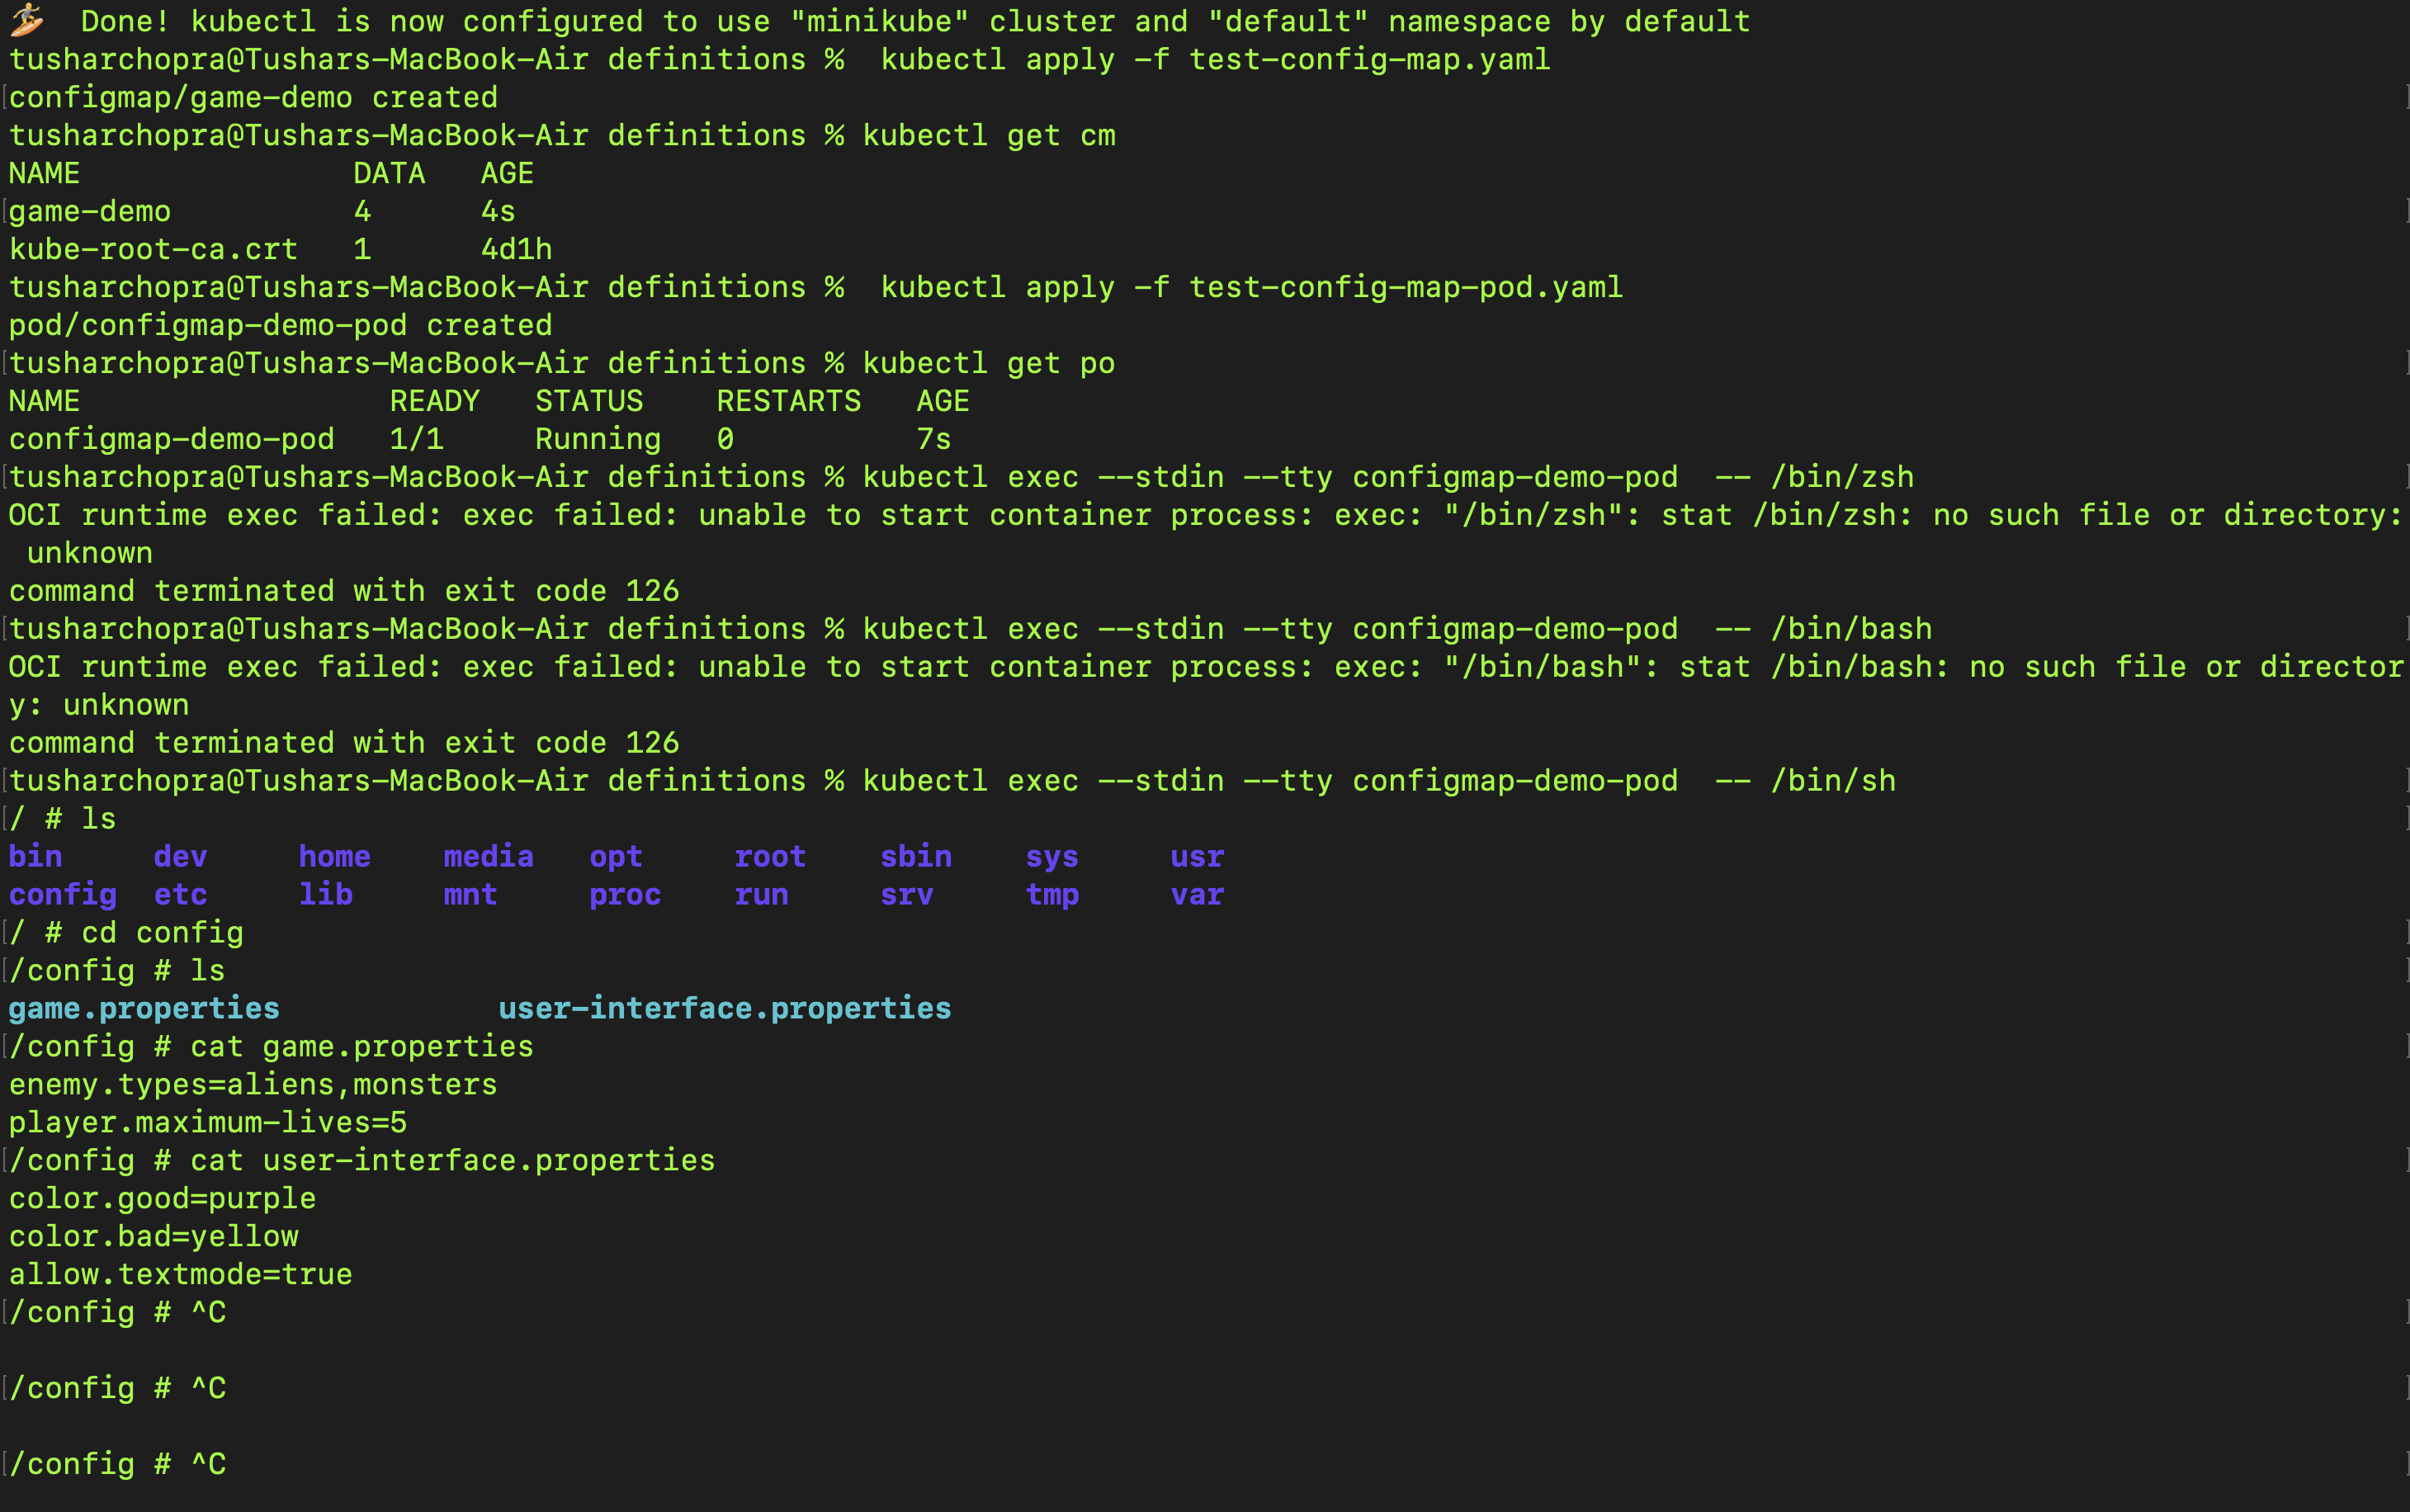 Done! kubectl is now configured to use "minikube" cluster and "default" namespace by default
tusharchopra@Tushars-MacBook-Air definitions %  kubectl apply -f test-config-map.yaml
configmap/game-demo created
tusharchopra@Tushars-MacBook-Air definitions % kubectl get cm
NAME               DATA   AGE
game-demo          4      4s
kube-root-ca.crt   1      4d1h
tusharchopra@Tushars-MacBook-Air definitions %  kubectl apply -f test-config-map-pod.yaml
pod/configmap-demo-pod created
tusharchopra@Tushars-MacBook-Air definitions % kubectl get po
NAME                 READY   STATUS    RESTARTS   AGE
configmap-demo-pod   1/1     Running   0          7s
tusharchopra@Tushars-MacBook-Air definitions % kubectl exec --stdin --tty configmap-demo-pod  -- /bin/zsh
OCI runtime exec failed: exec failed: unable to start container process: exec: "/bin/zsh": stat /bin/zsh: no such file or directory:
 unknown
command terminated with exit code 126
tusharchopra@Tushars-MacBook-Air definitions % kubectl exec --stdin --tty configmap-demo-pod  -- /bin/bash
OCI runtime exec failed: exec failed: unable to start container process: exec: "/bin/bash": stat /bin/bash: no such file or director
y: unknown
command terminated with exit code 126
tusharchopra@Tushars-MacBook-Air definitions % kubectl exec --stdin --tty configmap-demo-pod  -- /bin/sh
/ # ls
bin     dev     home    media   opt     root    sbin    sys     usr
config  etc     lib     mnt     proc    run     srv     tmp     var
/ # cd config
/config # ls
game.properties            user-interface.properties
/config # cat game.properties
enemy.types=aliens,monsters
player.maximum-lives=5
/config # cat user-interface.properties
color.good=purple
color.bad=yellow
allow.textmode=true
/config # ^C
/config # ^C
/config # ^C